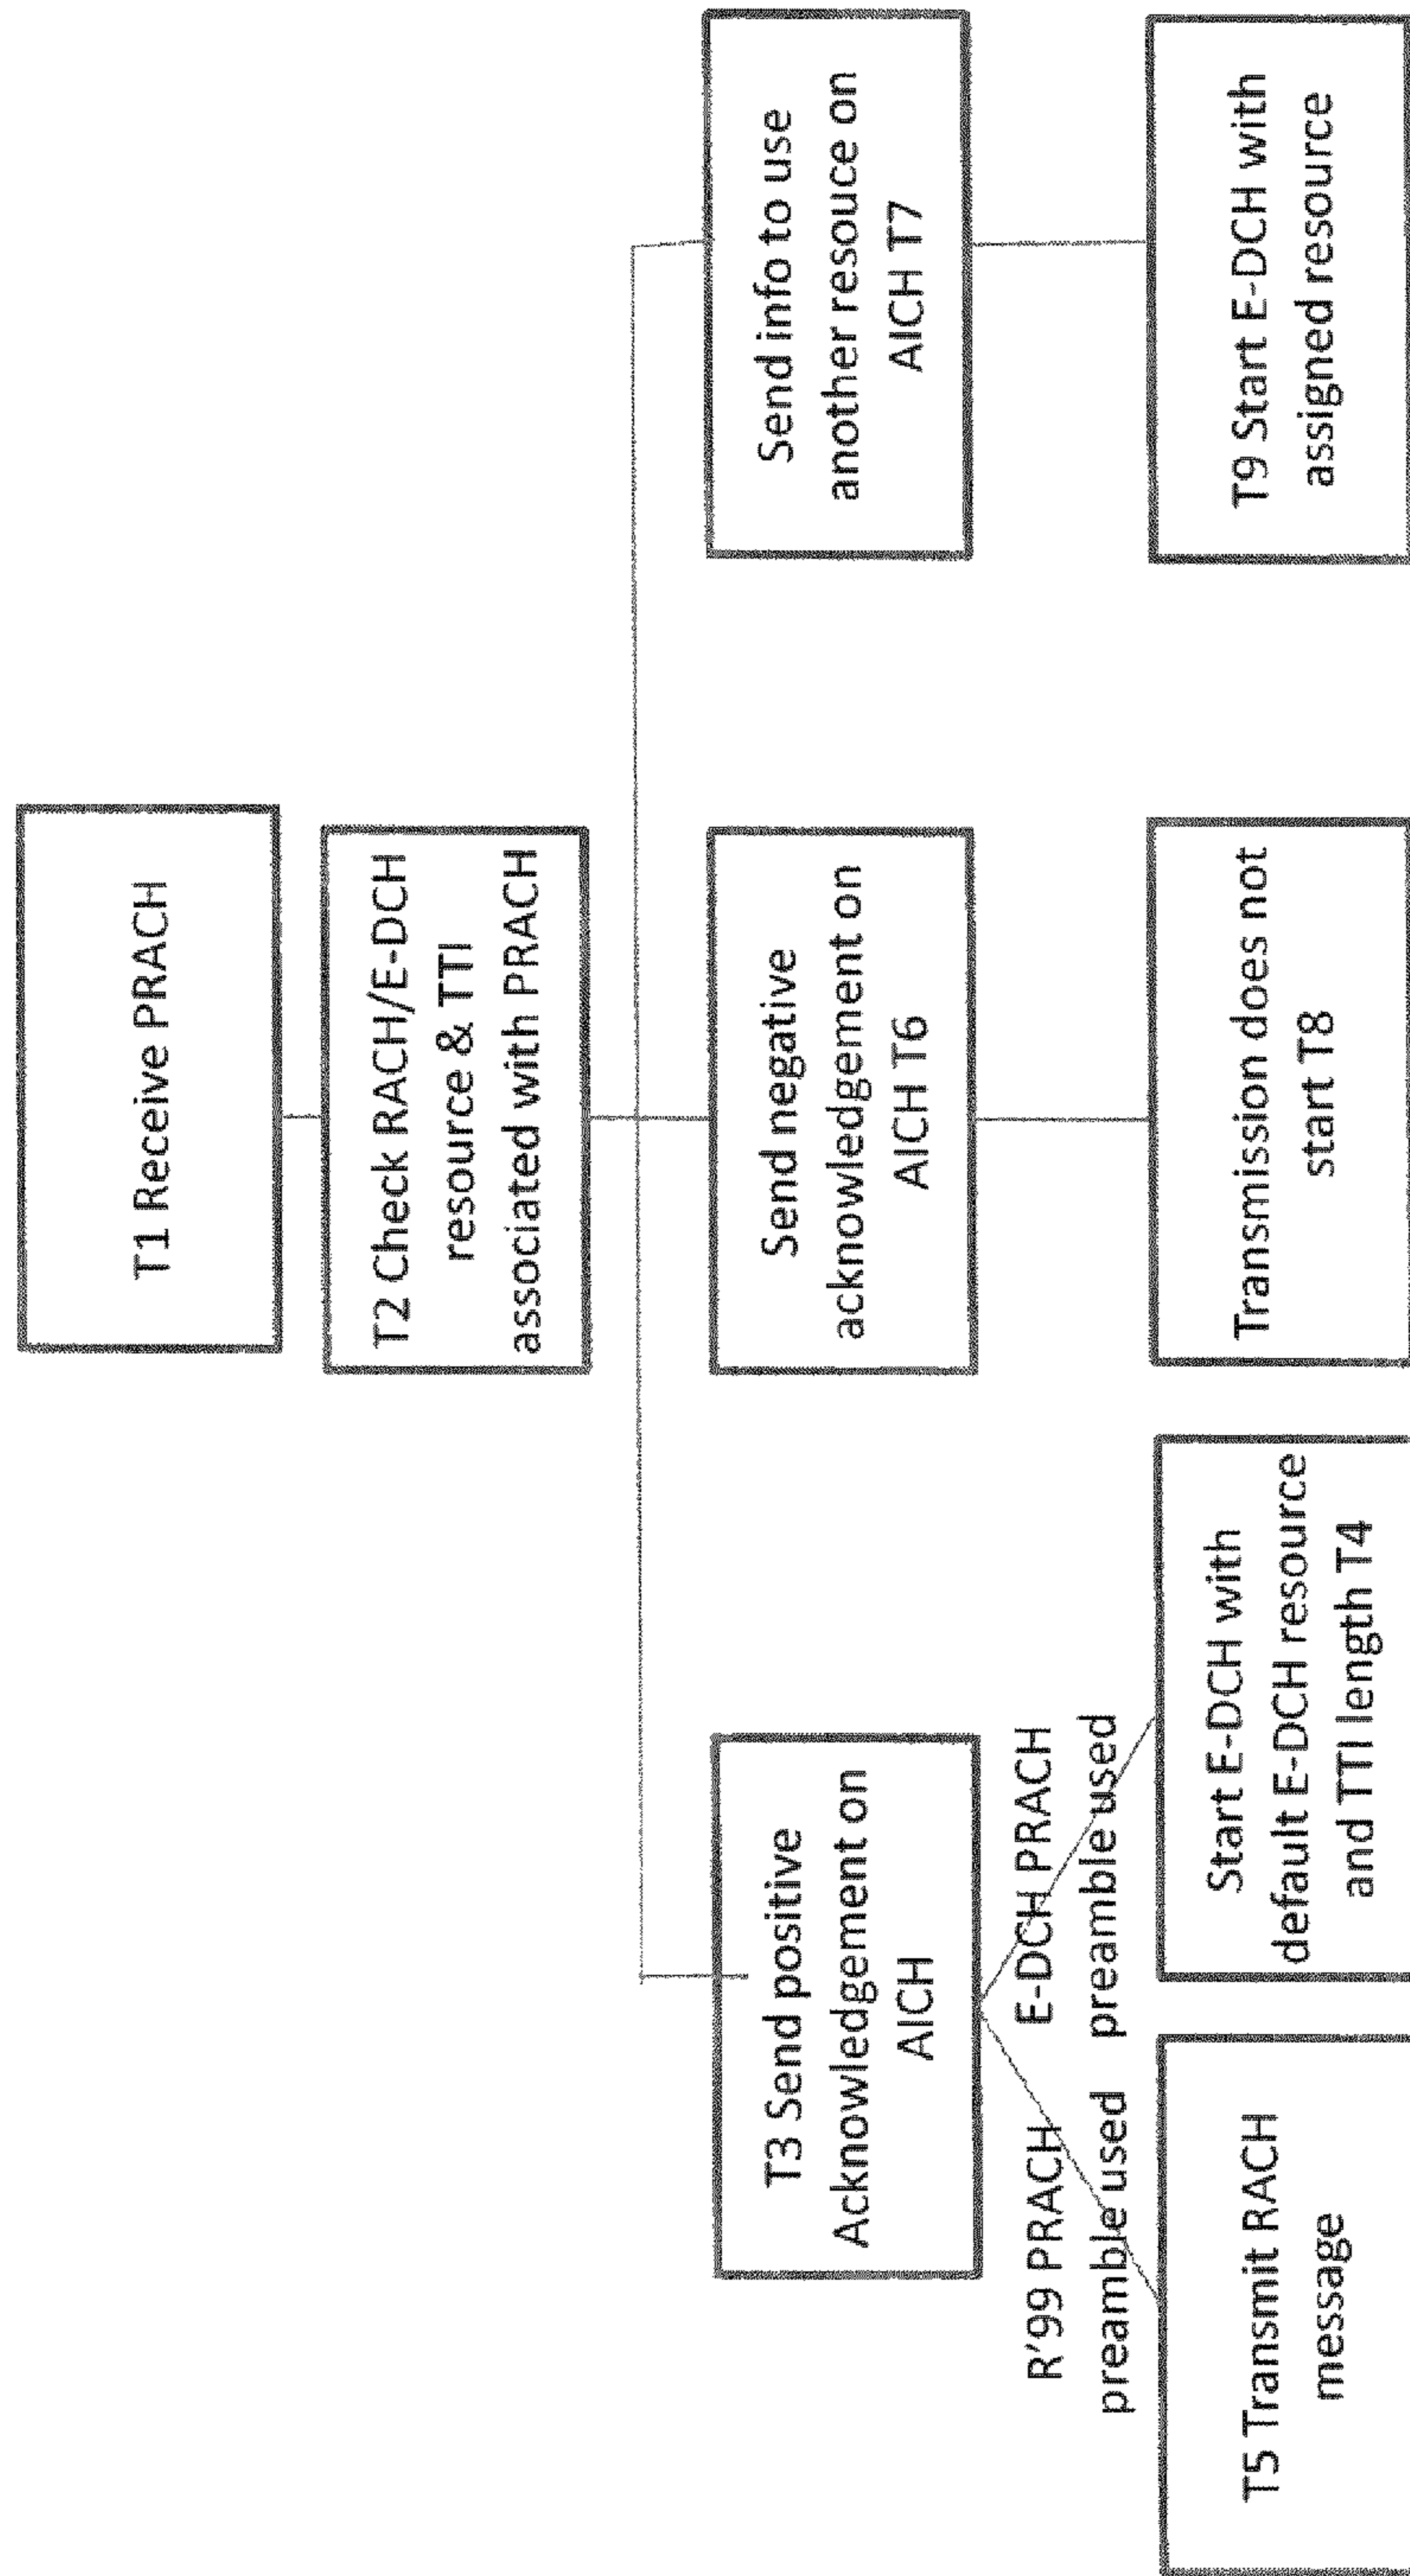 T1 Receive PRACH
T2 Check RACH/E-DCH
resource & TTI
associated with PRACH
T3 Send positive
Acknowledgement on
AICH
Send negative
acknowledgement on
AICH T6
Send info to use
another resouce on
AICH T7
R'99 PRACH
preamble used
E-DCH PRACH
preamble used
T5 Transmit RACH
message
Start E-DCH with
default E-DCH resource
and TTI length T4
Transmission does not
start T8
T9 Start E-DCH with
assigned resource